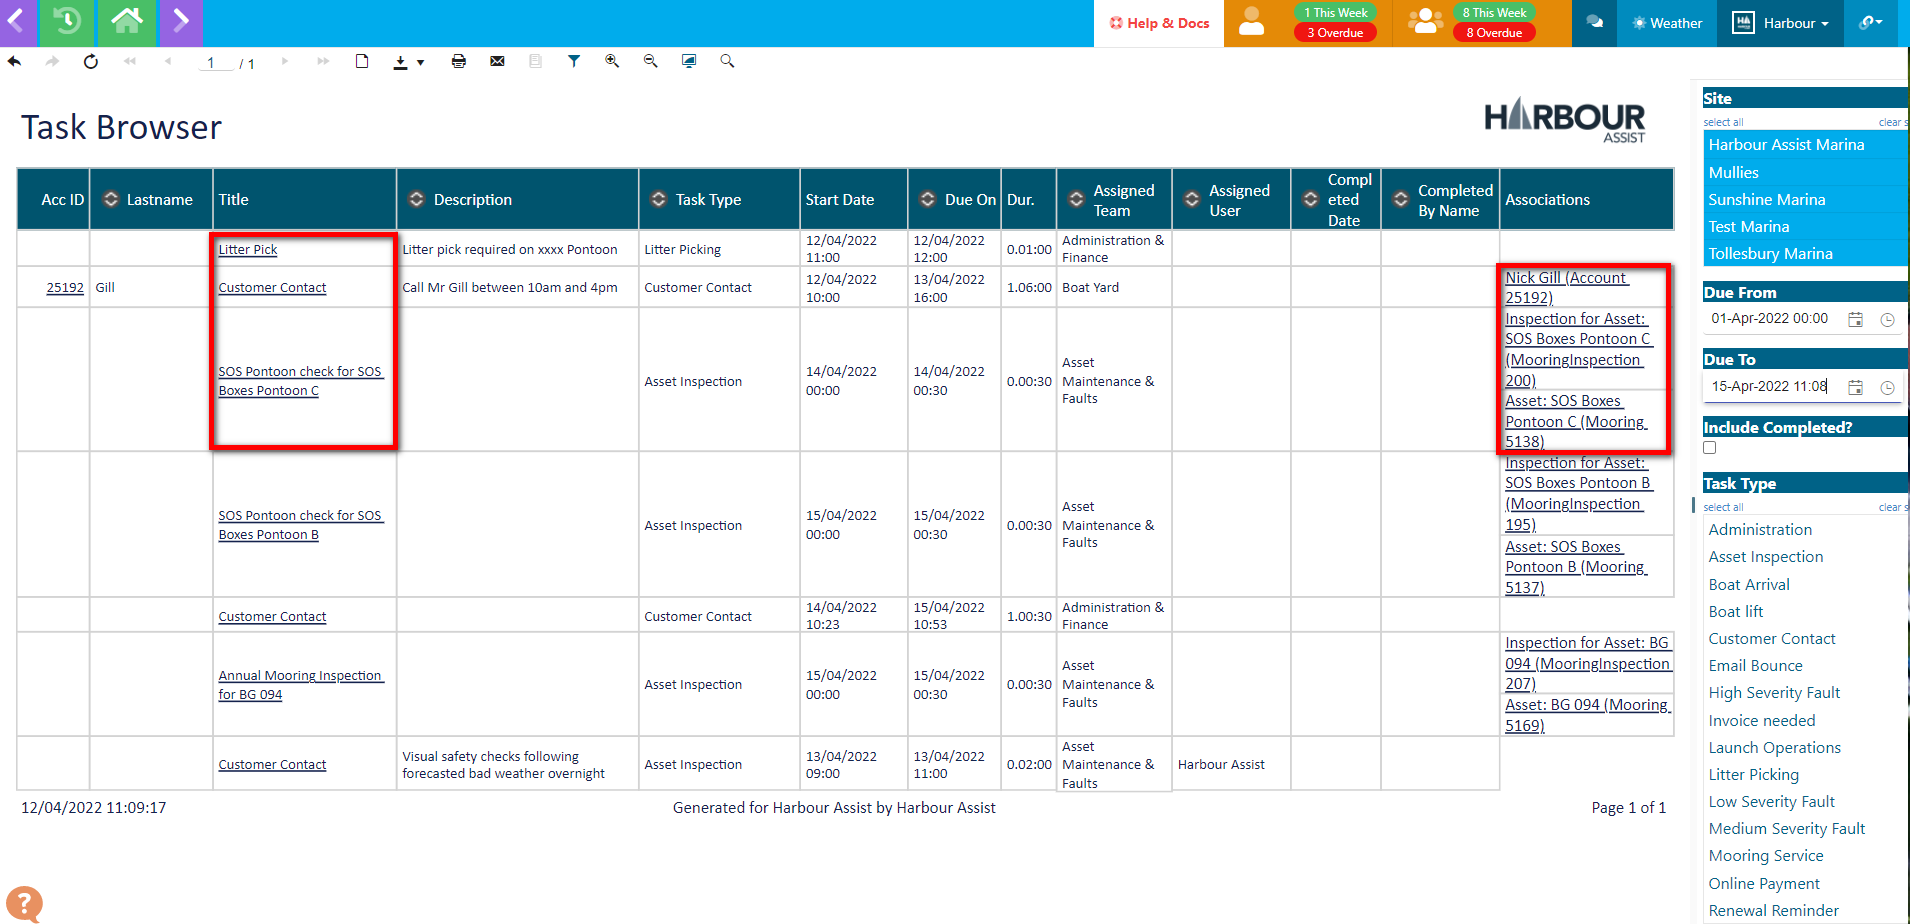 Help & Docs
1 This Week
3 Overdue
8 This Week
8 Overdue
Weather
Harbour
1 / 1
Task Browser
HARBOUR
ASSIST
Acc ID Lastname Title Description Task Type Start Date Due On Dur. Assigned Team Assigned User Compl eted Date Completed By Name Associations
Litter Pick Litter pick required on xxxx Pontoon Litter Picking 12/04/2022 11:00 12/04/2022 12:00 0.01:00 Administration & Finance
25192 Gill Customer Contact Call Mr Gill between 10am and 4pm Customer Contact 12/04/2022 10:00 13/04/2022 16:00 1.06:00 Boat Yard Nick Gill (Account 25192)
SOS Pontoon check for SOS Boxes Pontoon C Asset Inspection 14/04/2022 00:00 14/04/2022 00:30 0.00:30 Asset Maintenance & Faults Inspection for Asset: SOS Boxes Pontoon C (MooringInspection 200)
Asset: SOS Boxes Pontoon C (Mooring 5138)
SOS Pontoon check for SOS Boxes Pontoon B Asset Inspection 15/04/2022 00:00 15/04/2022 00:30 0.00:30 Asset Maintenance & Faults Inspection for Asset: SOS Boxes Pontoon B (MooringInspection 195)
Asset: SOS Boxes Pontoon B (Mooring 5137)
Customer Contact Customer Contact 14/04/2022 10:23 15/04/2022 10:53 1.00:30 Administration & Finance
Annual Mooring Inspection for BG 094 Asset Inspection 15/04/2022 00:00 15/04/2022 00:30 0.00:30 Asset Maintenance & Faults Inspection for Asset: BG 094 (MooringInspection 207)
Asset: BG 094 (Mooring 5169)
Customer Contact Visual safety checks following forecasted bad weather overnight Asset Inspection 13/04/2022 09:00 13/04/2022 11:00 0.02:00 Asset Maintenance & Faults Harbour Assist
12/04/2022 11:09:17 Generated for Harbour Assist by Harbour Assist Page 1 of 1
Site
select all clear s
Harbour Assist Marina
Mullies
Sunshine Marina
Test Marina
Tollesbury Marina
Due From
01-Apr-2022 00:00
Due To
15-Apr-2022 11:08
Include Completed?
Task Type
select all clear s
Administration
Asset Inspection
Boat Arrival
Boat lift
Customer Contact
Email Bounce
High Severity Fault
Invoice needed
Launch Operations
Litter Picking
Low Severity Fault
Medium Severity Fault
Mooring Service
Online Payment
Renewal Reminder
?